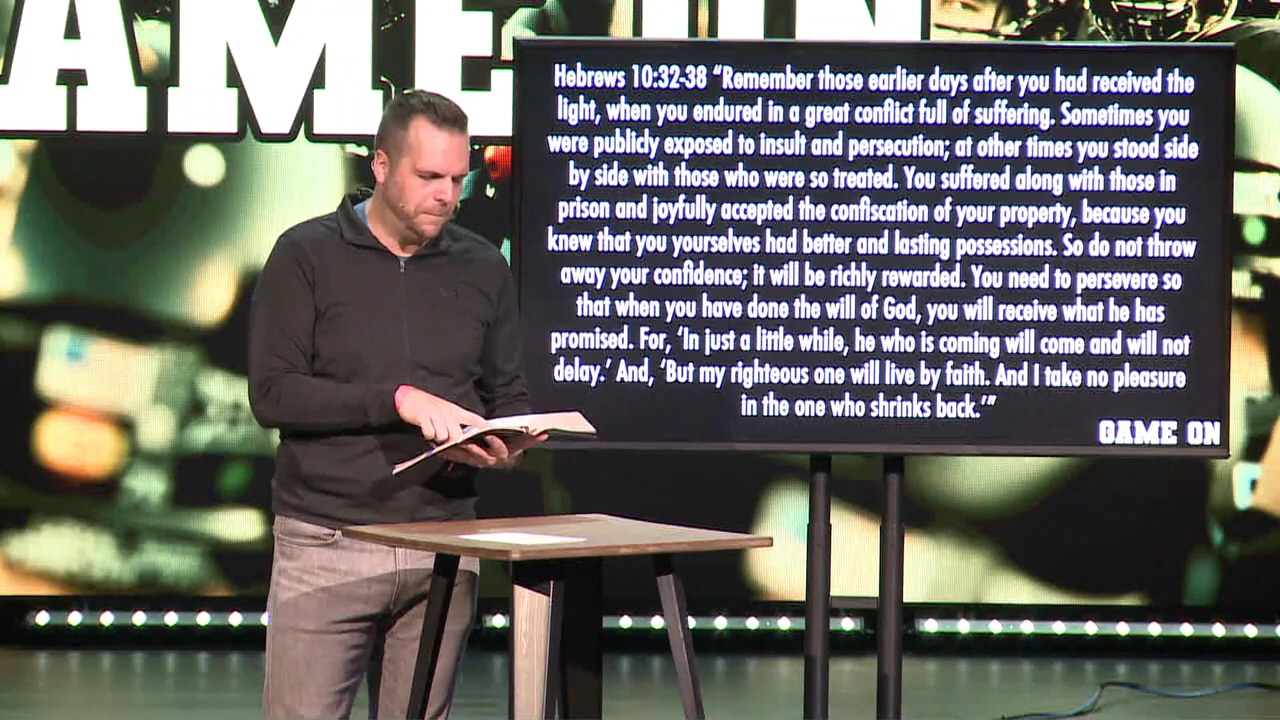 AME ON
Hebrews 10:32-38 “Remember those earlier days after you had received the
light, when you endured in a great conflict full of suffering. Sometimes you
were publicly exposed to insult and persecution; at other times you stood side
by side with those who were so treated. You suffered along with those in
prison and joyfully accepted the confiscation of your property, because you
knew that you yourselves had better and lasting possessions. So do not throw
away your confidence; it will be richly rewarded. You need to persevere so
that when you have done the will of God, you will receive what he has
promised. For, ‘In just a little while, he who is coming will come and will not
delay.’ And, ‘But my righteous one will live by faith. And I take no pleasure
in the one who shrinks back.’”
GAME ON